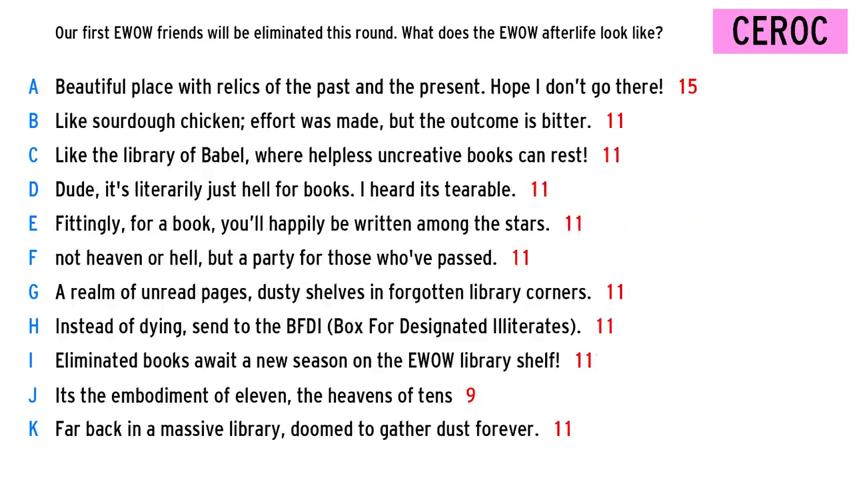 Our first EWOW friends will be eliminated this round. What does the EWOW afterlife look like?
CEROC
A Beautiful place with relics of the past and the present. Hope I don't go there! 15
B Like sourdough chicken; effort was made, but the outcome is bitter. 11
C Like the library of Babel, where helpless uncreative books can rest! 11
D Dude, it's literarily just hell for books. I heard its tearable. 11
E Fittingly, for a book, you'll happily be written among the stars. 11
F not heaven or hell, but a party for those who've passed. 11
G A realm of unread pages, dusty shelves in forgotten library corners. 11
H Instead of dying, send to the BFDI (Box For Designated Illiterates). 11
I Eliminated books await a new season on the EWOW library shelf! 11
J Its the embodiment of eleven, the heavens of tens 9
K Far back in a massive library, doomed to gather dust forever. 11